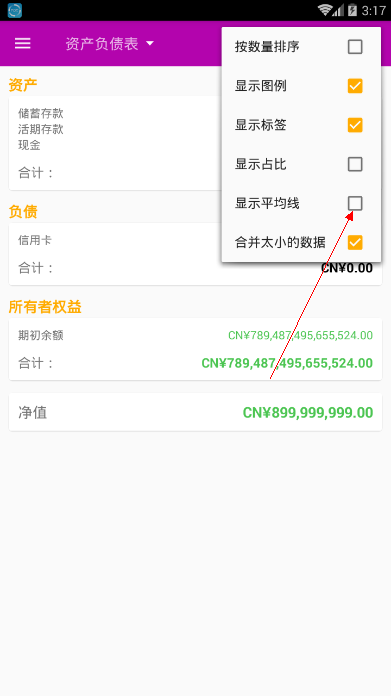 3:17
资产负债表
按数量排序
显示图例
显示标签
显示占比
显示平均线
合并太小的数据
资产
储蓄存款
活期存款
现金
合计：
负债
信用卡
合计： CN¥0.00
所有者权益
期初余额 CN¥789,487,495,655,524.00
合计： CN¥789,487,495,655,524.00
净值 CN¥899,999,999.00